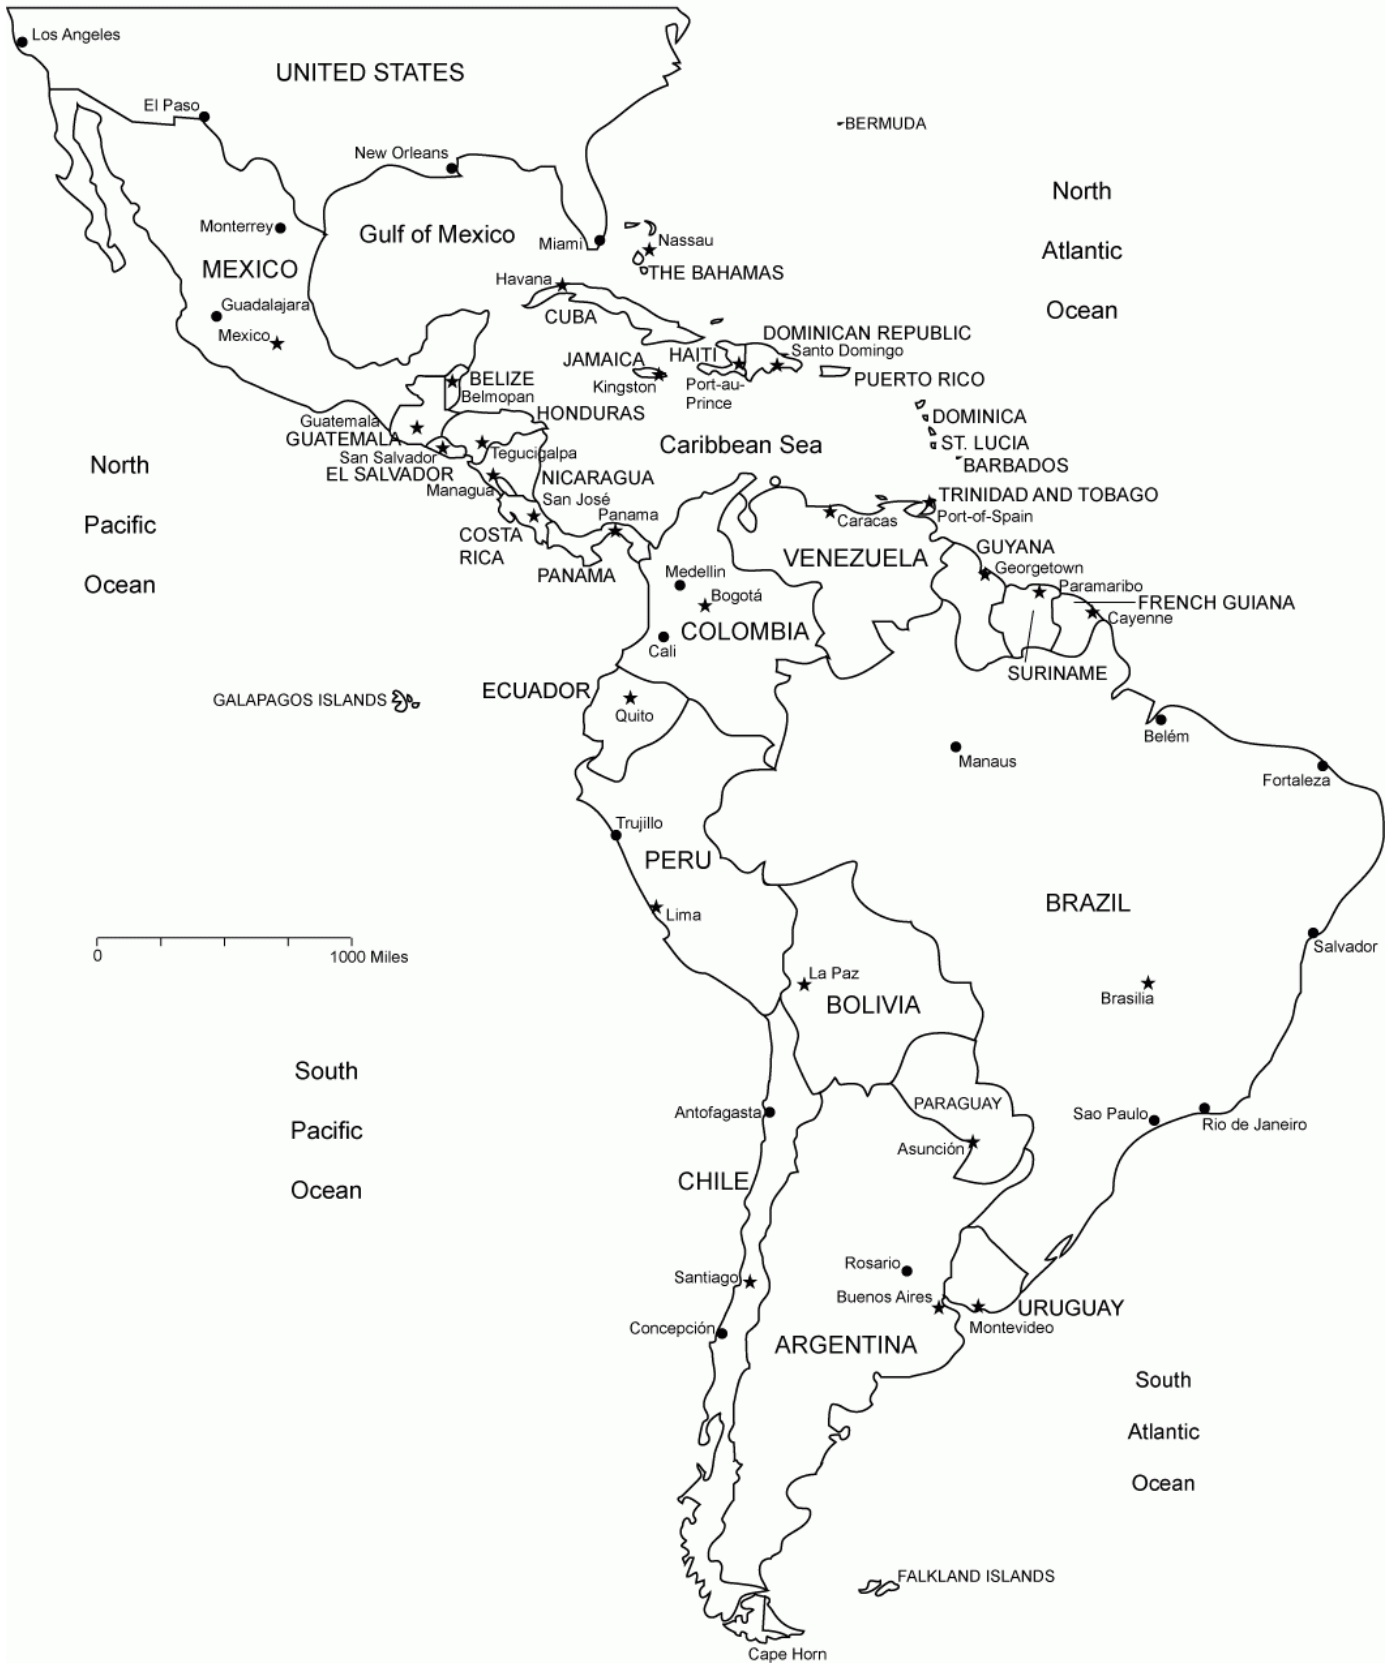 Los Angeles
UNITED STATES
El Paso
BERMUDA
New Orleans
North
Atlantic
Ocean
Monterrey
Gulf of Mexico
Miami
Nassau
MEXICO
THE BAHAMAS
Havana
Guadalajara
CUBA
Mexico
DOMINICAN REPUBLIC
Santo Domingo
JAMAICA
HAITI
Kingston
Port-au-
Prince
PUERTO RICO
BELIZE
Belmopan
HONDURAS
DOMINICA
Guatemala
GUATEMALA
Caribbean Sea
ST. LUCIA
San Salvador
Tegucigalpa
BARBADOS
North
Pacific
Ocean
EL SALVADOR
NICARAGUA
Managua
San José
TRINIDAD AND TOBAGO
Port-of-Spain
Panama
Caracas
COSTA
RICA
GUYANA
VENEZUELA
Georgetown
PANAMA
Medellin
Paramaribo
Bogotá
FRENCH GUIANA
Cayenne
COLOMBIA
Cali
SURINAME
ECUADOR
GALAPAGOS ISLANDS
Quito
Belém
Manaus
Fortaleza
Trujillo
PERU
BRAZIL
Lima
Salvador
0
1000 Miles
La Paz
Brasilia
BOLIVIA
South
Pacific
Ocean
PARAGUAY
Antofagasta
Sao Paulo
Rio de Janeiro
Asunción
CHILE
Rosario
Santiago
Buenos Aires
URUGUAY
Montevideo
Concepción
ARGENTINA
South
Atlantic
Ocean
FALKLAND ISLANDS
Cape Horn